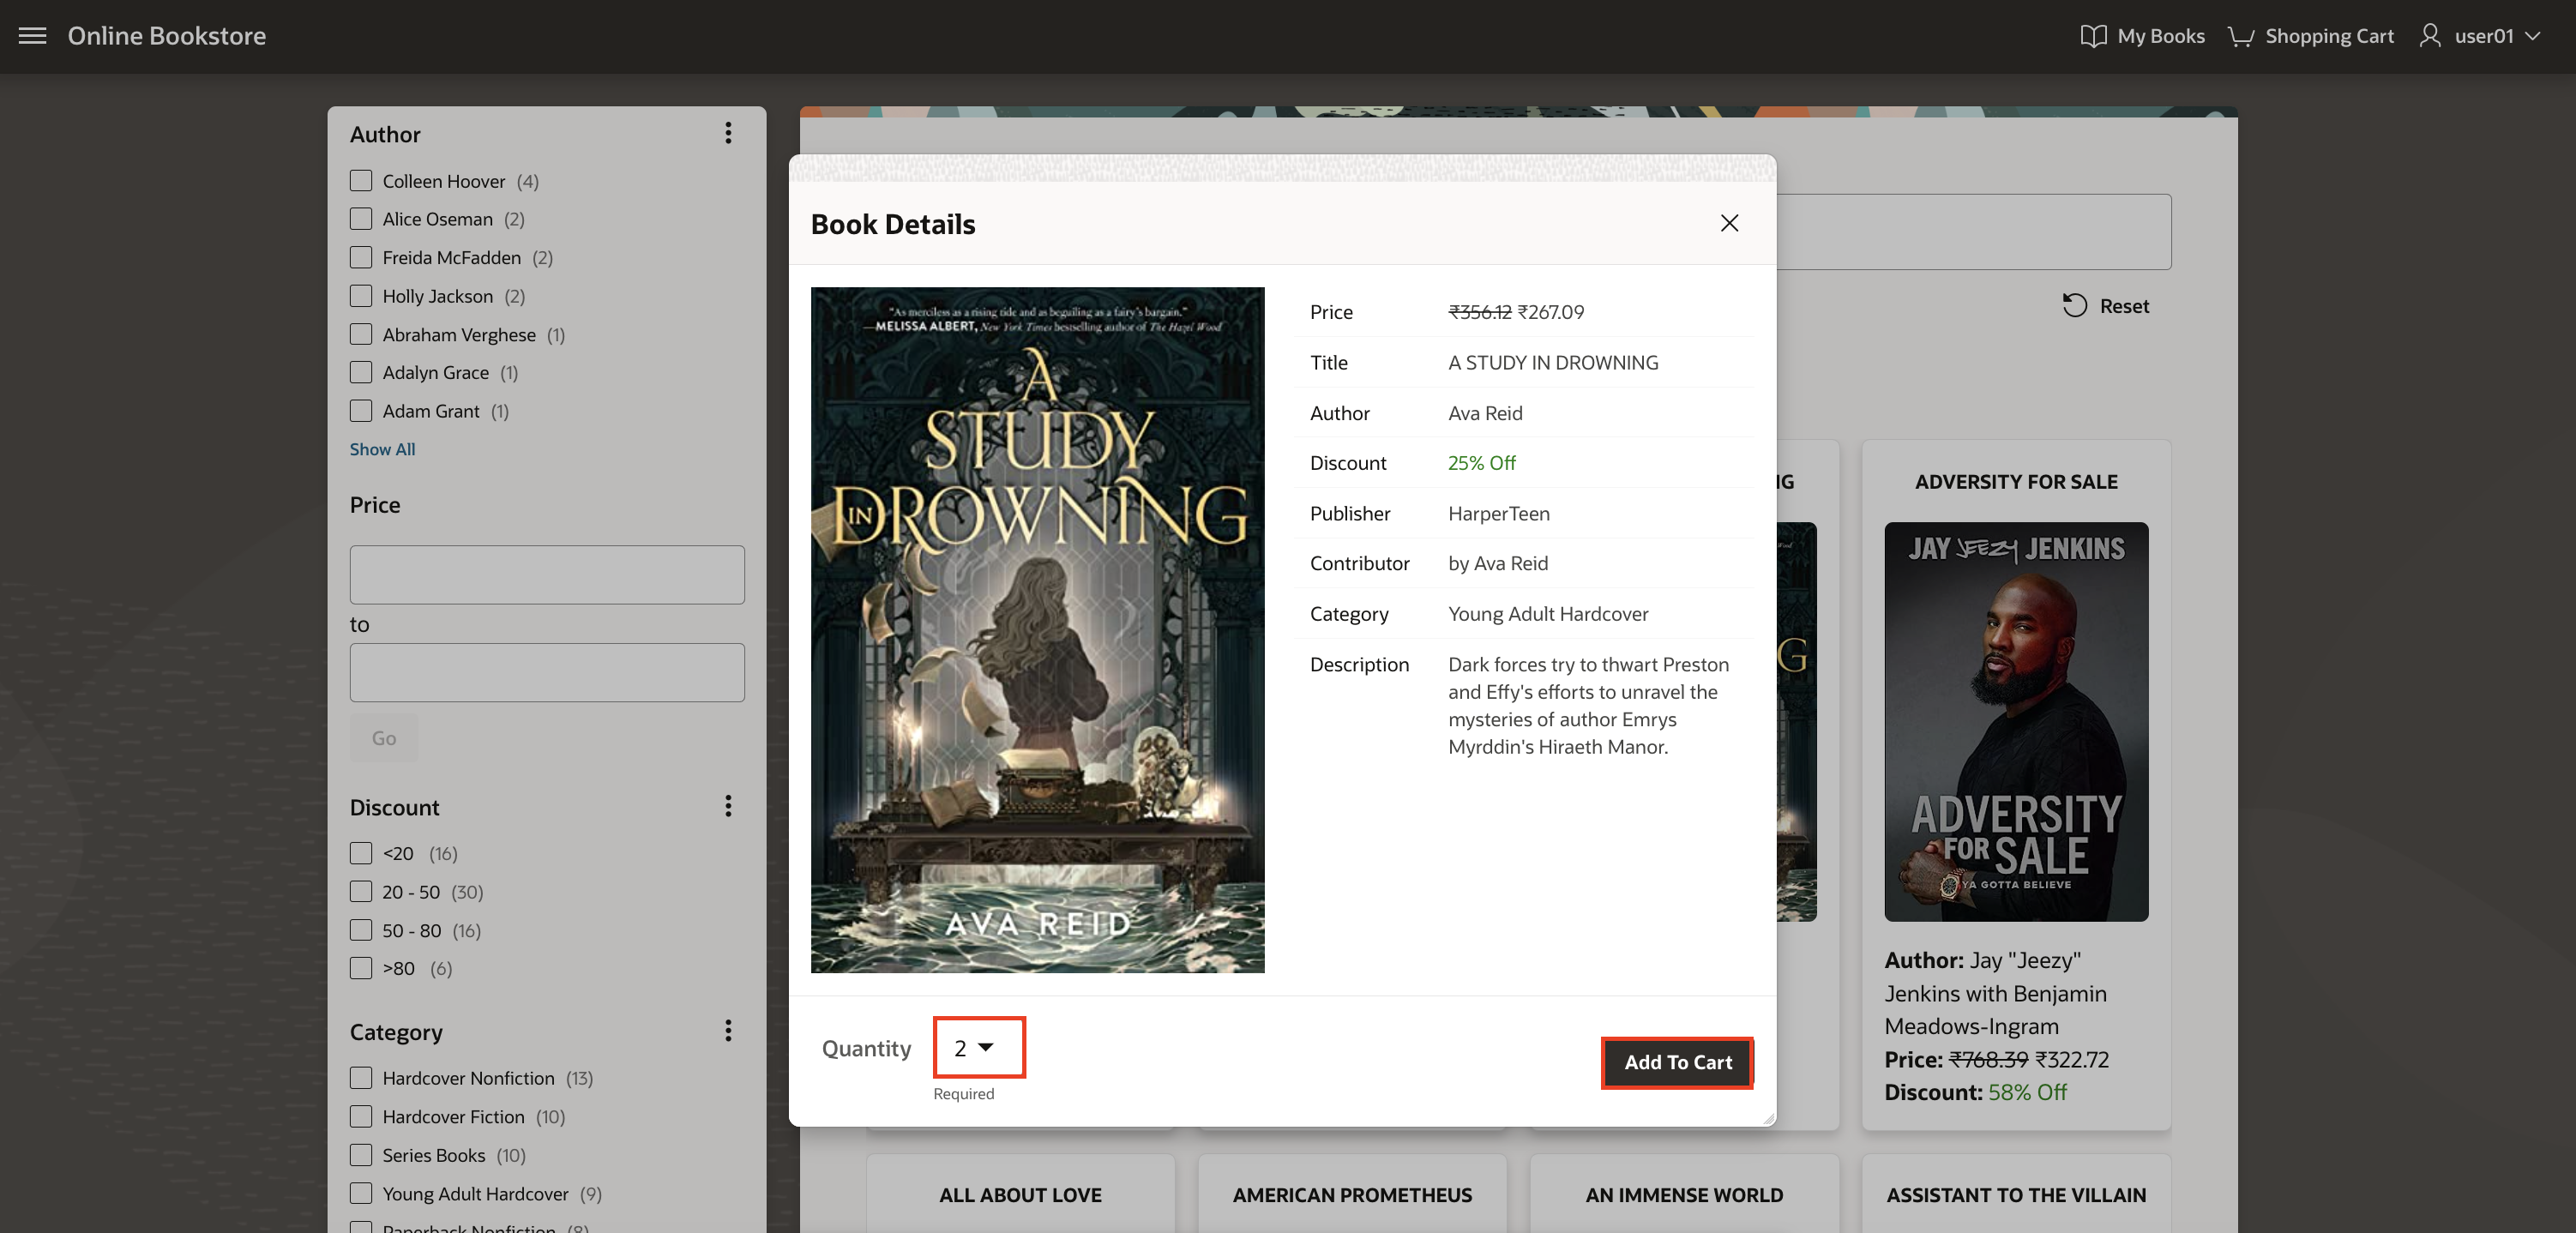 Online Bookstore
My Books
Shopping Cart
user01
Author
Colleen Hoover (4)
Alice Oseman (2)
Freida McFadden (2)
Holly Jackson (2)
Abraham Verghese (1)
Adalyn Grace (1)
Adam Grant (1)
Show All
Price
to
Go
Discount
<20 (16)
20 - 50 (30)
50 - 80 (16)
>80 (6)
Category
Hardcover Nonfiction (13)
Hardcover Fiction (10)
Series Books (10)
Young Adult Hardcover (9)
Paperback Nonfiction (8)
Book Details
"As merciless as a rising tide and as beguiling as a fairy's bargain."
—MELISSA ALBERT, New York Times bestselling author of The Hazel Wood
A
STUDY
IN DROWNING
AVA REID
Price ₹356.12 ₹267.09
Title A STUDY IN DROWNING
Author Ava Reid
Discount 25% Off
Publisher HarperTeen
Contributor by Ava Reid
Category Young Adult Hardcover
Description Dark forces try to thwart Preston
and Effy's efforts to unravel the
mysteries of author Emrys
Myrddin's Hiraeth Manor.
Quantity 2
Required
Add To Cart
Reset
IG
G
ADVERSITY FOR SALE
JAY JEEZY JENKINS
ADVERSITY
FOR SALE
YA GOTTA BELIEVE
Author: Jay "Jeezy"
Jenkins with Benjamin
Meadows-Ingram
Price: ₹768.39 ₹322.72
Discount: 58% Off
ALL ABOUT LOVE
AMERICAN PROMETHEUS
AN IMMENSE WORLD
ASSISTANT TO THE VILLAIN